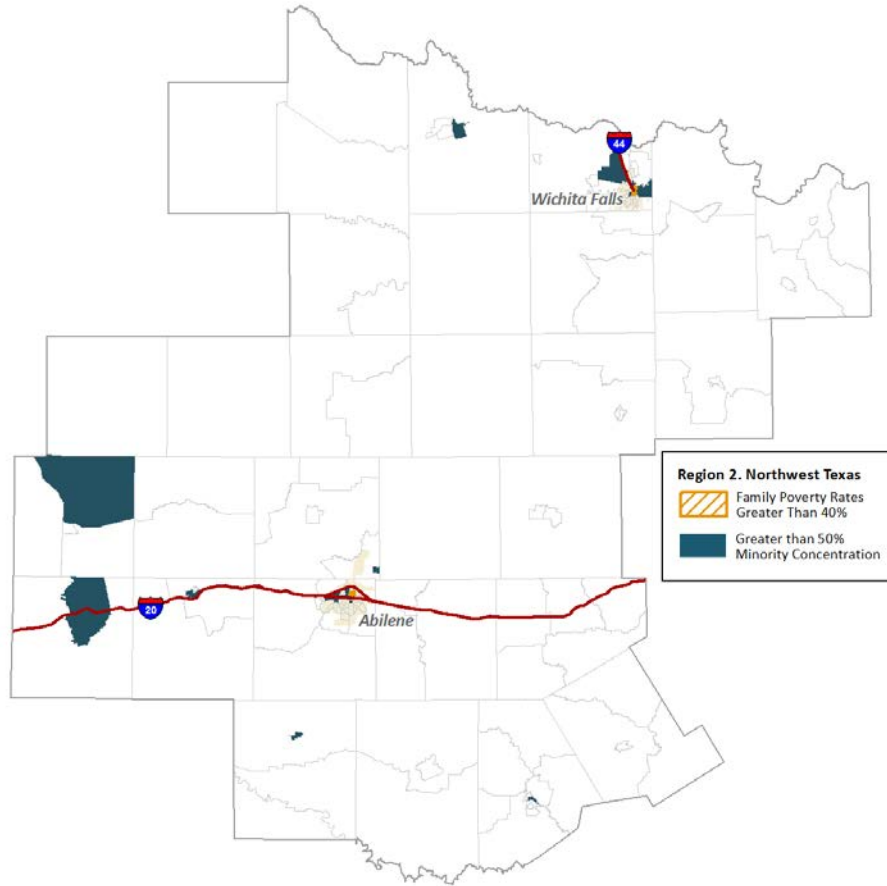 44
Wichita Falls
Region 2. Northwest Texas
Family Poverty Rates
Greater Than 40%
Greater than 50%
Minority Concentration
20
Abilene